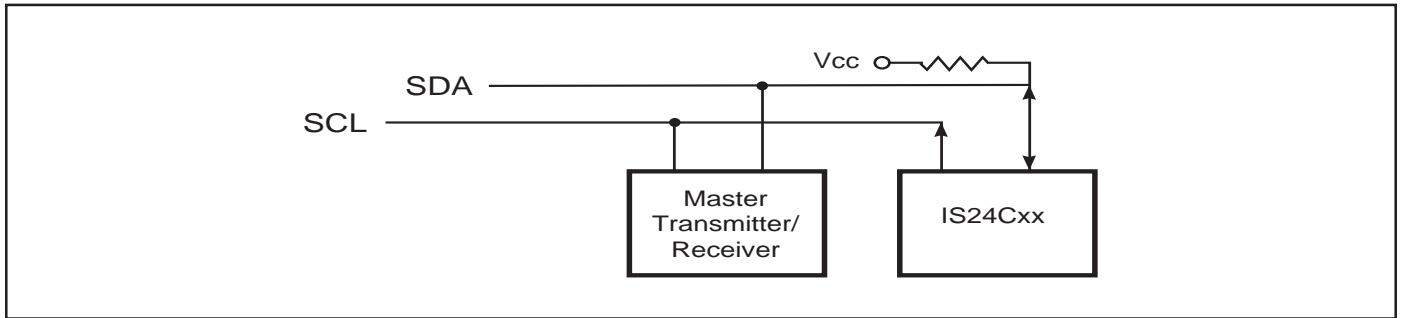 Vcc
SDA
SCL
Master
Transmitter/
Receiver
IS24Cxx